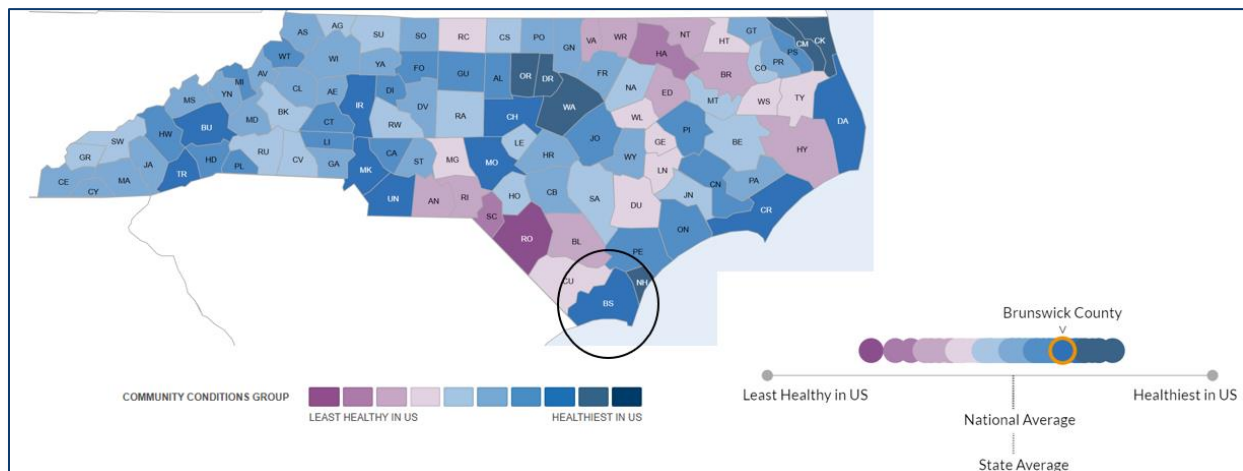 AS AG SU SO RC CS PO GN VA WR NT HT GT CM CK
WT WI YA FO GU AL OR DR HA CO PR PS
MI AV CL AE DI FR BR
MS YN IR DV WA NA ED MT WS TY DA
BU MD BK CT RW RA CH WL
HW LI JO GE PI BE HY
SW RU CV GA CA ST MG MO LE HR WY LN
GR JA TR HD PL MK CN PA
CE CY MA UN AN RI SC HO CB SA DU JN CR
RO BL PE ON
CU NH
BS
Brunswick County
COMMUNITY CONDITIONS GROUP
LEAST HEALTHY IN US
HEALTHIEST IN US
Least Healthy in US
Healthiest in US
National Average
State Average